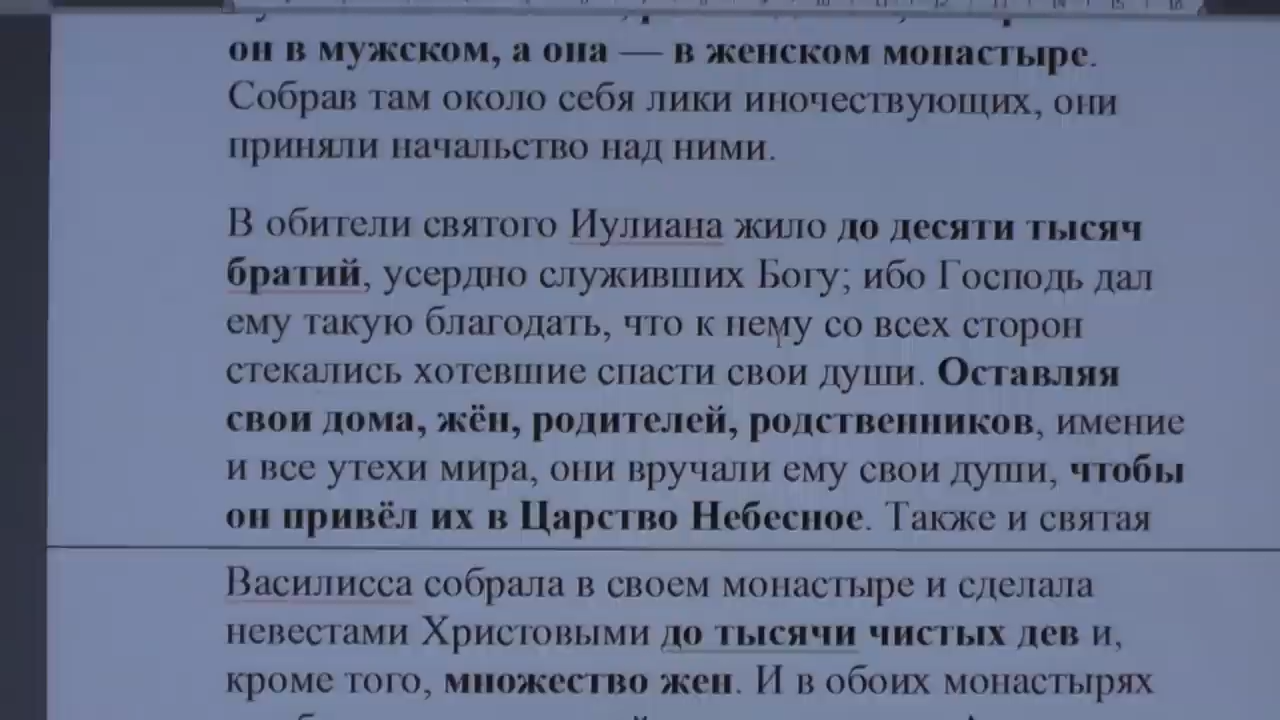 он в мужском, а она — в женском монастыре.
Собрав там около себя лики иночествующих, они
приняли начальство над ними.
В обители святого Иулиана жило до десяти тысяч
братий, усердно служивших Богу; ибо Господь дал
ему такую благодать, что к нему со всех сторон
стекались хотевшие спасти свои души. Оставляя
свои дома, жён, родителей, родственников, имение
и все утехи мира, они вручали ему свои души, чтобы
он привёл их в Царство Небесное. Также и святая
Василисса собрала в своем монастыре и сделала
невестами Христовыми до тысячи чистых дев и,
кроме того, множество жен. И в обоих монастырях